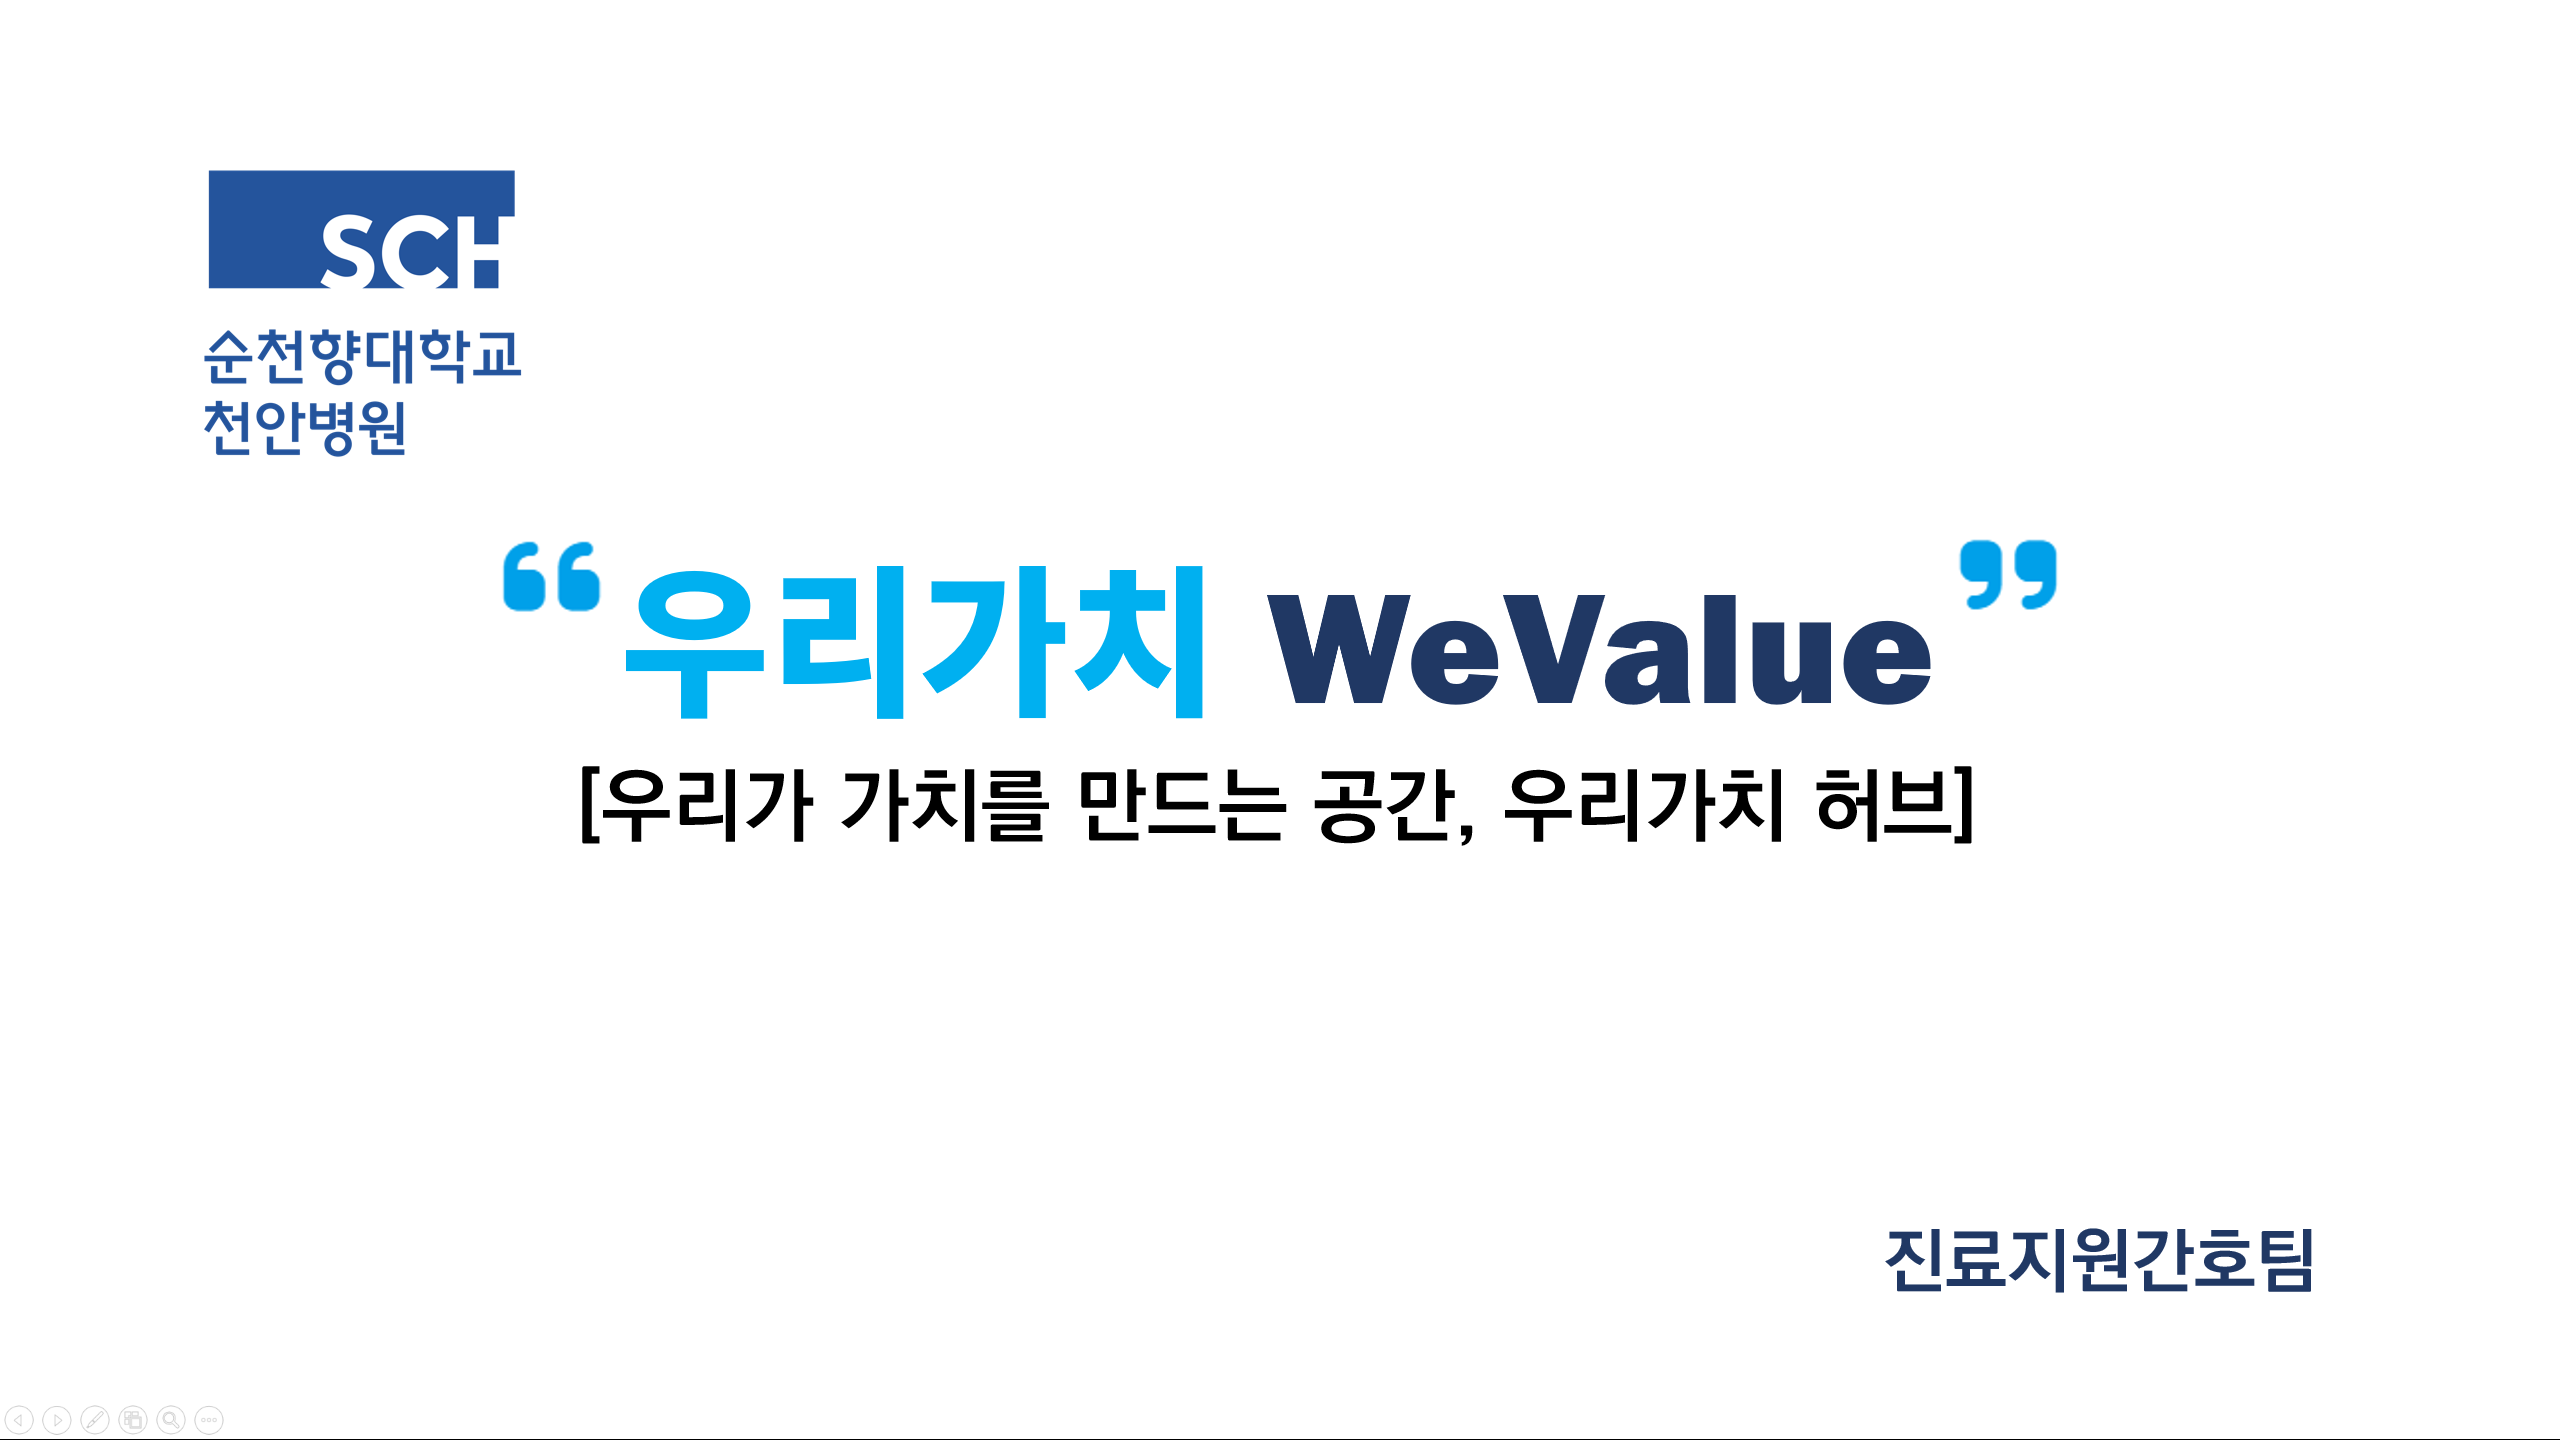 SCH
순천향대학교
천안병원
“우리가치 WeValue”
[우리가 가치를 만드는 공간, 우리가치 허브]
진료지원간호팀